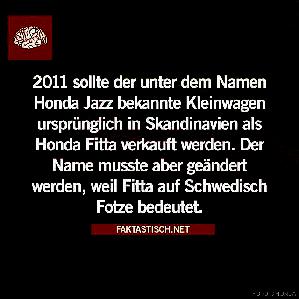 2011 sollte der unter dem Namen
Honda Jazz bekannte Kleinwagen
ursprünglich in Skandinavien als
Honda Fitta verkauft werden. Der
Name musste aber geändert
werden, weil Fitta auf Schwedisch
Fotze bedeutet.
FAKTASTISCH.NET